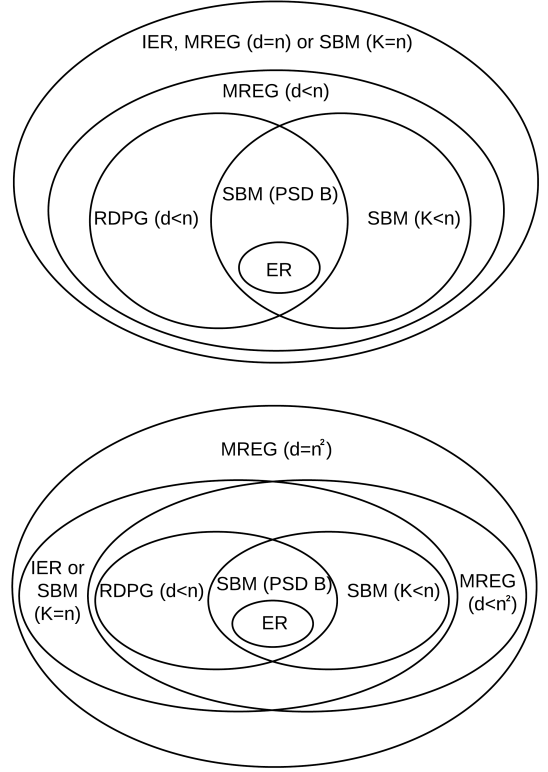 IER, MREG (d=n) or SBM (K=n)
MREG (d<n)
SBM (PSD B)
RDPG (d<n)
SBM (K<n)
ER
MREG (d=n²)
IER or
SBM
(K=n)
RDPG (d<n)
SBM (PSD B)
SBM (K<n)
MREG
(d<n²)
ER